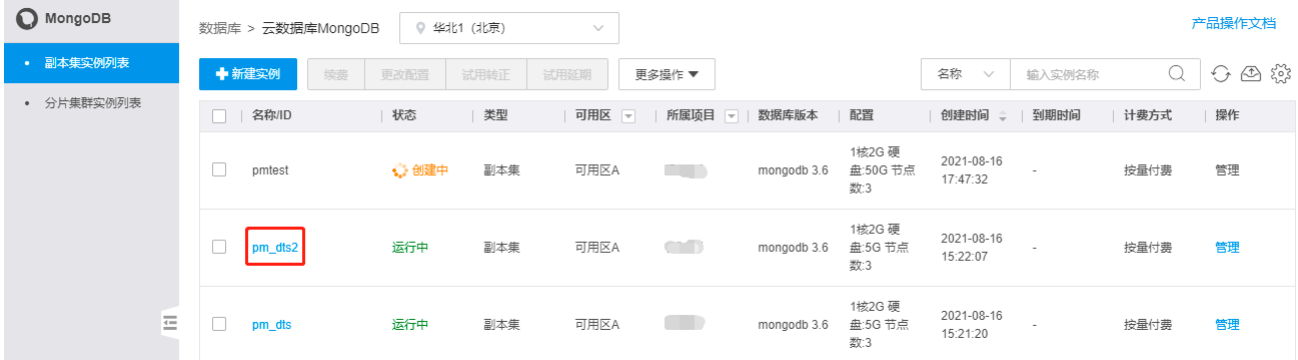 MongoDB
副本集实例列表
分片集群实例列表
数据库 > 云数据库MongoDB
华北1 (北京)
产品操作文档
新建实例 续费 更改配置 试用转正 试用延期 更多操作
名称 输入实例名称
名称/ID 状态 类型 可用区 所属项目 数据库版本 配置 创建时间 到期时间 计费方式 操作
pmtest 创建中 副本集 可用区A mongodb 3.6 1核2G 硬
盘:50G 节点
数:3
2021-08-16
17:47:32
- 按量付费 管理
pm_dts2 运行中 副本集 可用区A mongodb 3.6 1核2G 硬
盘:5G 节点
数:3
2021-08-16
15:22:07
- 按量付费 管理
pm_dts 运行中 副本集 可用区A mongodb 3.6 1核2G 硬
盘:5G 节点
数:3
2021-08-16
15:21:20
- 按量付费 管理